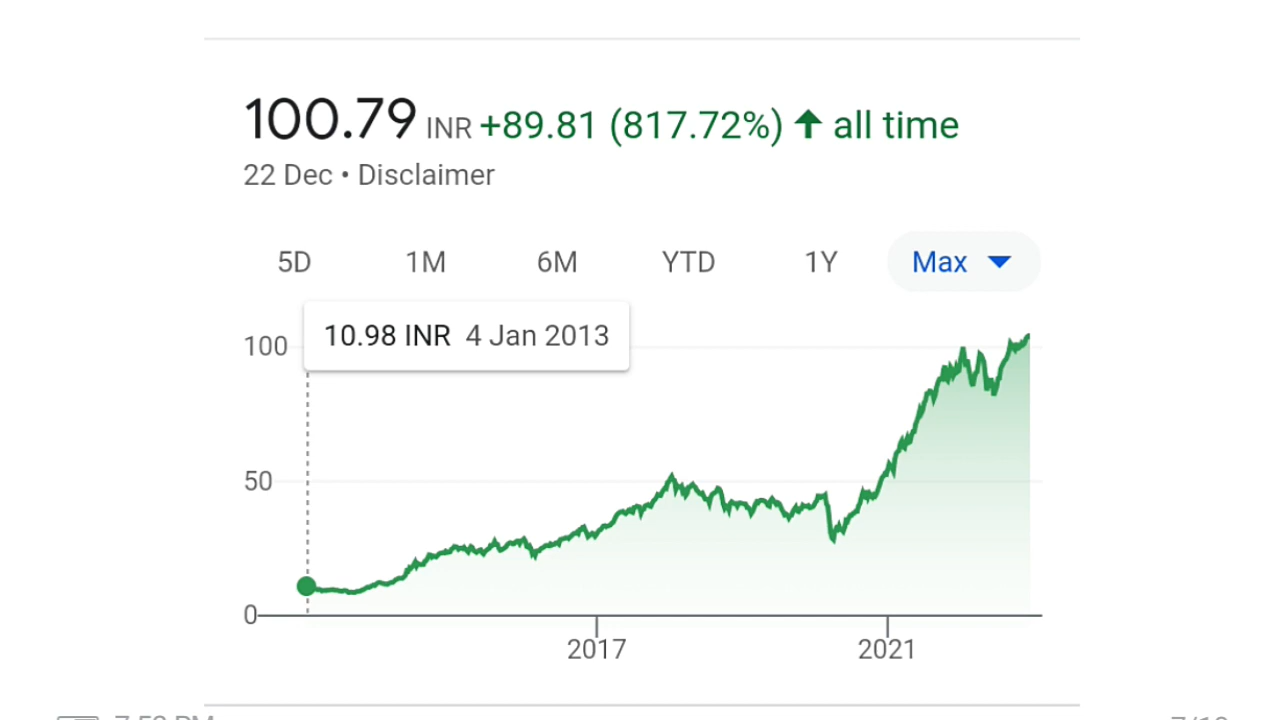 100.79 INR +89.81 (817.72%) ↑ all time
22 Dec • Disclaimer
5D 1M 6M YTD 1Y Max
10.98 INR 4 Jan 2013
100
50
0
2017 2021